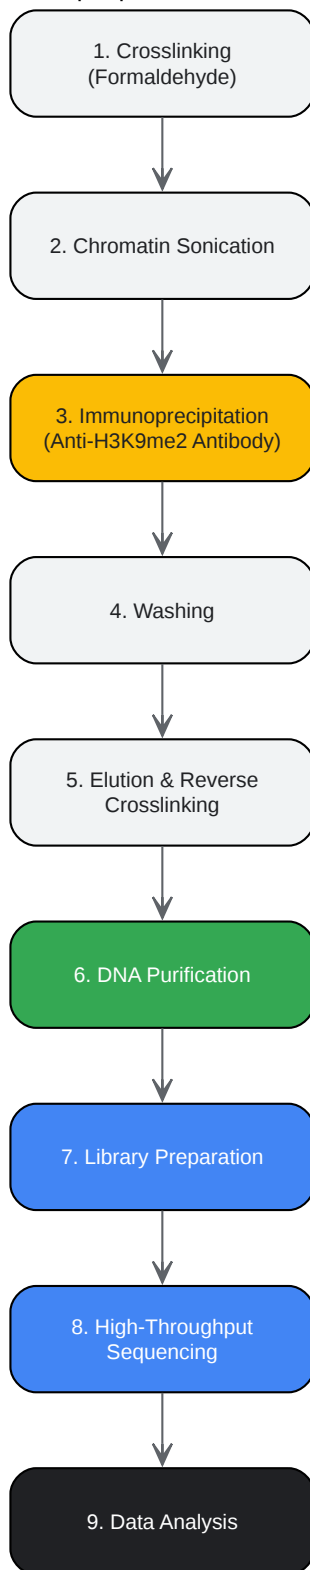 1. Crosslinking
(Formaldehyde)
2. Chromatin Sonication
3. Immunoprecipitation
(Anti-H3K9me2 Antibody)
4. Washing
5. Elution & Reverse
Crosslinking
6. DNA Purification
7. Library Preparation
8. High-Throughput
Sequencing
9. Data Analysis